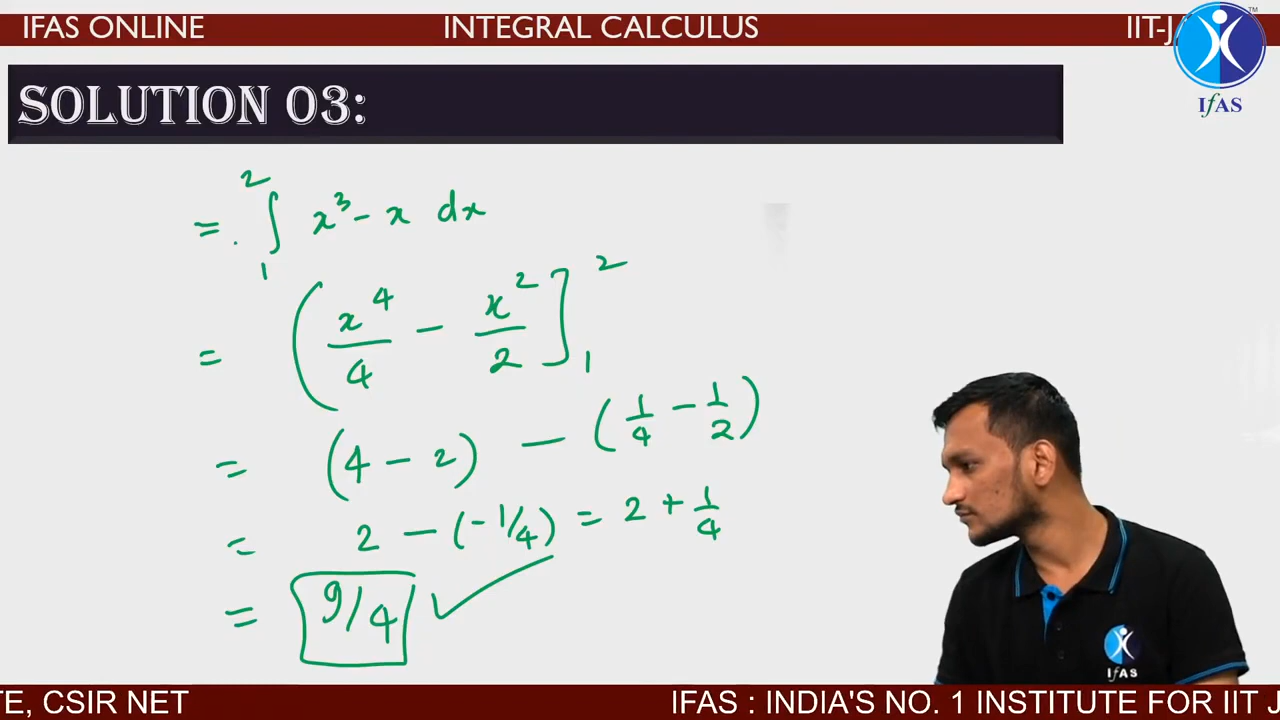 IFAS ONLINE INTEGRAL CALCULUS IIT-J
TM
IfAS
SOLUTION 03:
= ∫₁² x³ - x dx
= (x⁴/4 - x²/2]₁²
= (4 - 2) - (1/4 - 1/2)
= 2 - (-1/4) = 2 + 1/4
= 9/4 ✓
IfAS
TE, CSIR NET IFAS : INDIA'S NO. 1 INSTITUTE FOR IIT J